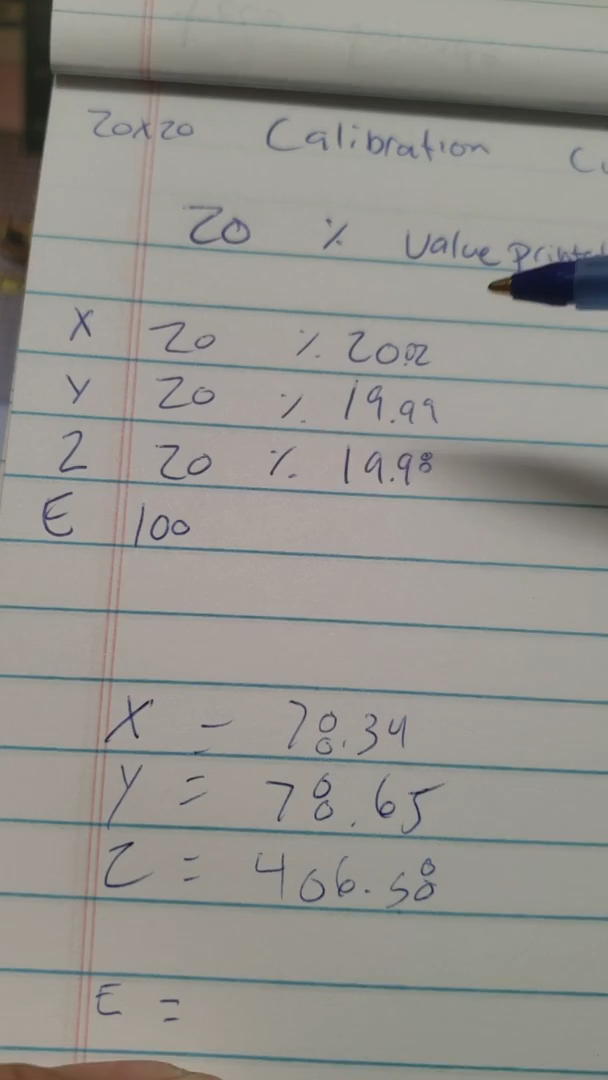 20x20 Calibration
20 % Value printed
X 20 % 20.02
Y 20 % 19.99
Z 20 % 19.98
E 100
X = 78.34
Y = 78.65
Z = 406.58
E =